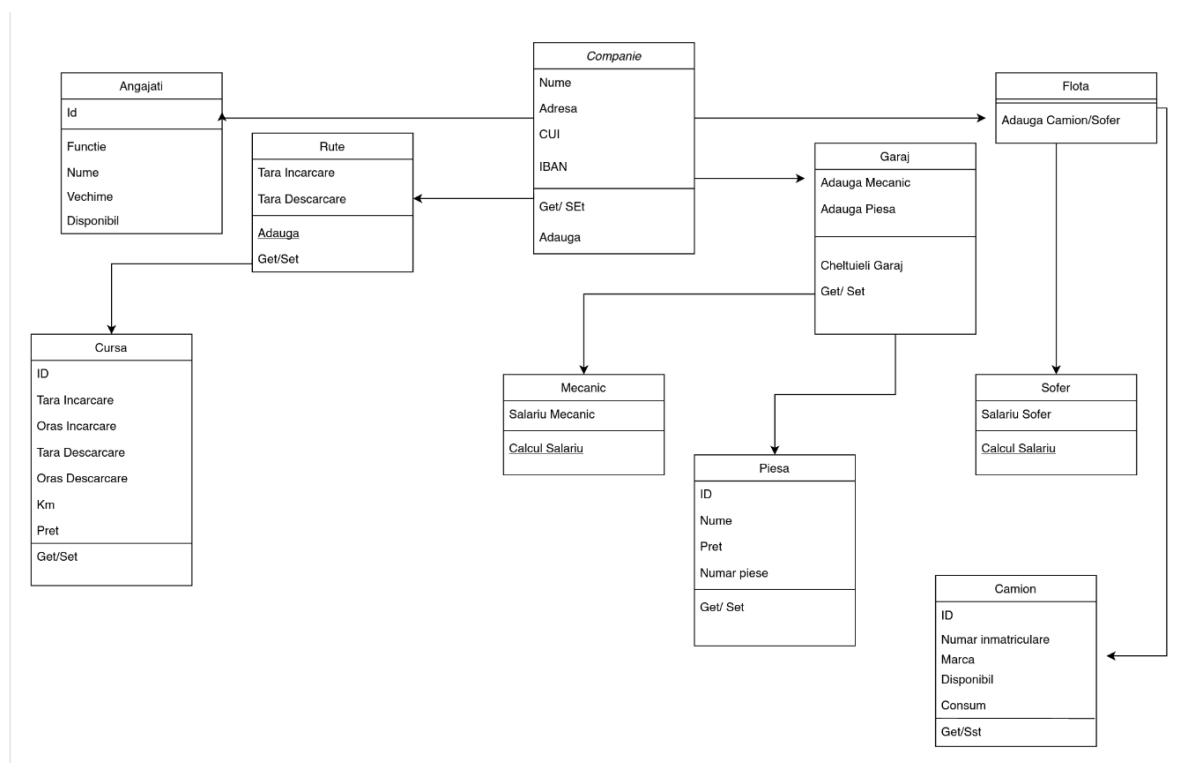 Companie
Nume
Adresa
CUI
IBAN
Get/ SEt
Adauga
Angajati
Id
Functie
Nume
Vechime
Disponibil
Rute
Tara Incarcare
Tara Descarcare
Adauga
Get/Set
Flota
Adauga Camion/Sofer
Garaj
Adauga Mecanic
Adauga Piesa
Cheltuieli Garaj
Get/ Set
Cursa
ID
Tara Incarcare
Oras Incarcare
Tara Descarcare
Oras Descarcare
Km
Pret
Get/Set
Mecanic
Salariu Mecanic
Calcul Salariu
Piesa
ID
Nume
Pret
Numar piese
Get/ Set
Sofer
Salariu Sofer
Calcul Salariu
Camion
ID
Numar inmatriculare
Marca
Disponibil
Consum
Get/Sst